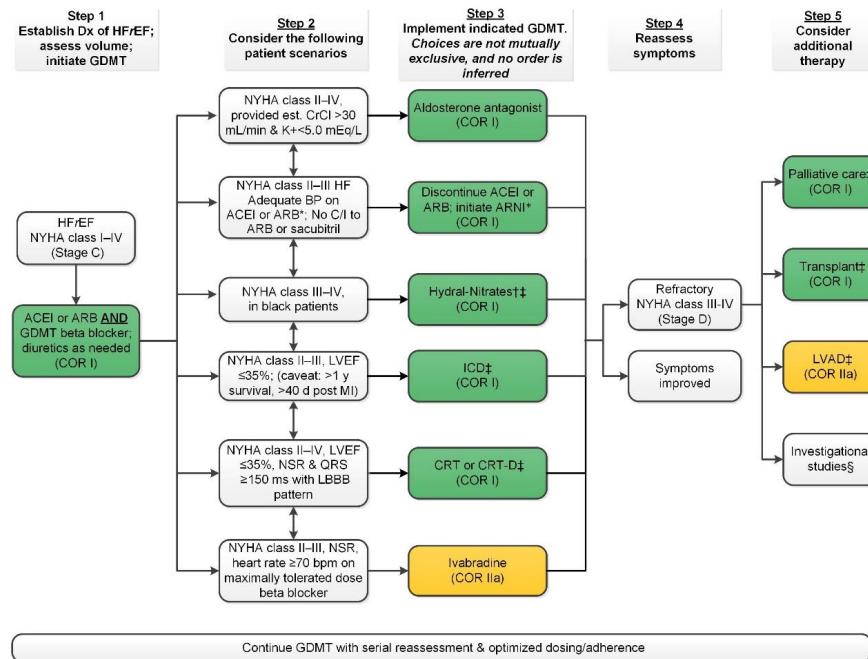 Step 1
Establish Dx of HFrEF;
assess volume;
initiate GDMT
Step 2
Consider the following
patient scenarios
Step 3
Implement indicated GDMT.
Choices are not mutually
exclusive, and no order is
inferred
Step 4
Reassess
symptoms
Step 5
Consider
additional
therapy
HFrEF
NYHA class I–IV
(Stage C)
ACEI or ARB AND
GDMT beta blocker;
diuretics as needed
(COR I)
NYHA class II–IV,
provided est. CrCl >30
mL/min & K+<5.0 mEq/L
Aldosterone antagonist
(COR I)
NYHA class II–III HF
Adequate BP on
ACEI or ARB*; No C/I to
ARB or sacubitril
Discontinue ACEI or
ARB; initiate ARNI*
(COR I)
NYHA class III–IV,
in black patients
Hydral-Nitrates†‡
(COR I)
NYHA class II–III, LVEF
≤35%; (caveat: >1 y
survival, >40 d post MI)
ICD‡
(COR I)
NYHA class II–IV, LVEF
≤35%, NSR & QRS
≥150 ms with LBBB
pattern
CRT or CRT-D‡
(COR I)
NYHA class II–III, NSR,
heart rate ≥70 bpm on
maximally tolerated dose
beta blocker
Ivabradine
(COR IIa)
Refractory
NYHA class III-IV
(Stage D)
Symptoms
improved
Palliative care
(COR I)
Transplant‡
(COR I)
LVAD‡
(COR IIa)
Investigational
studies§
Continue GDMT with serial reassessment & optimized dosing/adherence